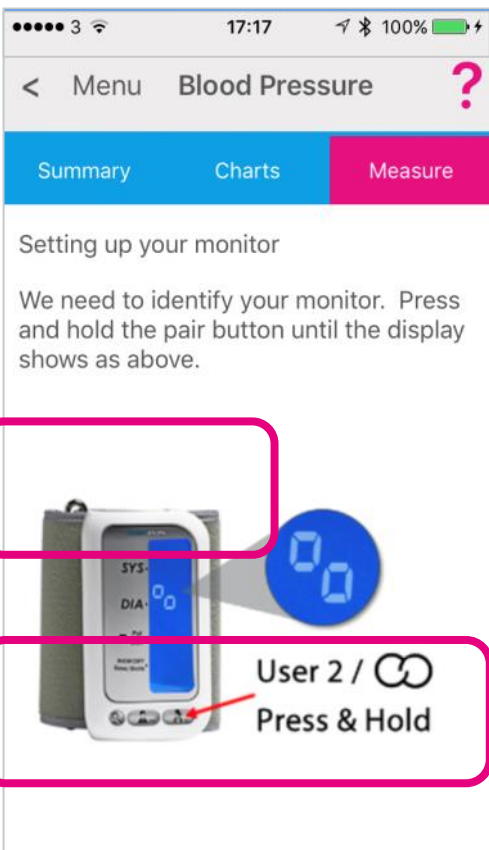 3 17:17 100%
< Menu Blood Pressure ?
Summary Charts Measure
Setting up your monitor
We need to identify your monitor. Press
and hold the pair button until the display
shows as above.
SYS
DIA
User 2 /
Press & Hold